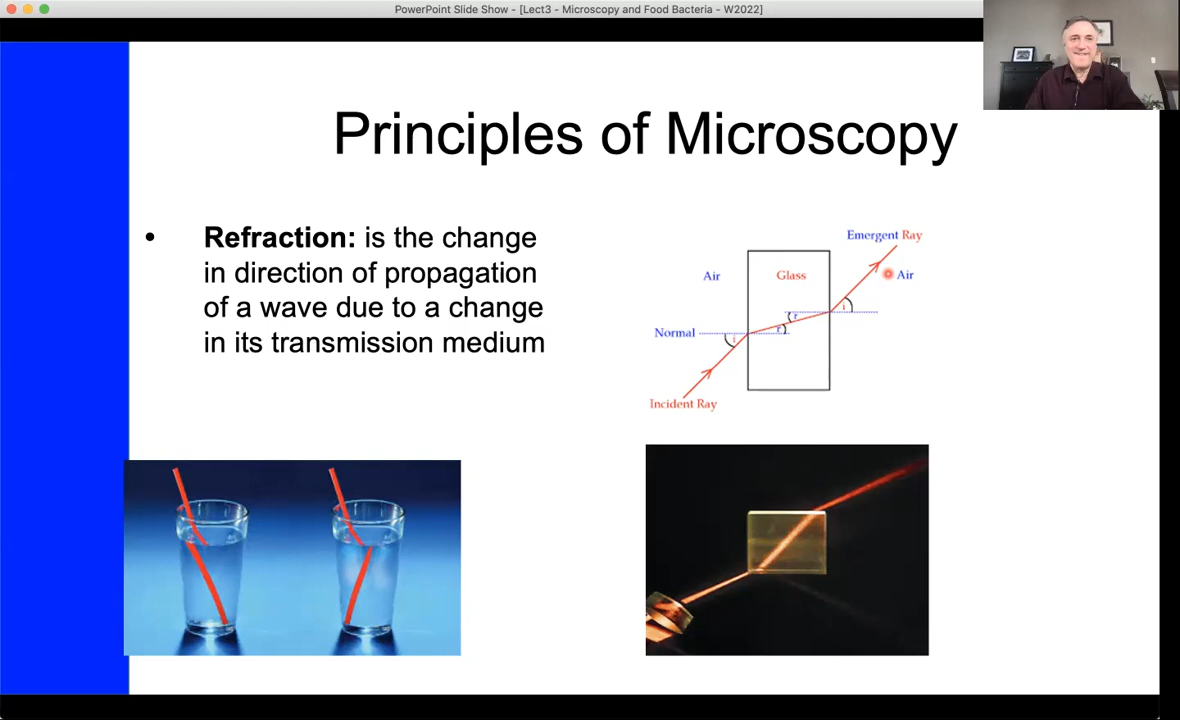 PowerPoint Slide Show - [Lect3 - Microscopy and Food Bacteria - W2022]
Principles of Microscopy
• Refraction: is the change
in direction of propagation
of a wave due to a change
in its transmission medium
Emergent Ray
Air
Glass
Air
i
r
Normal
r
i
Incident Ray